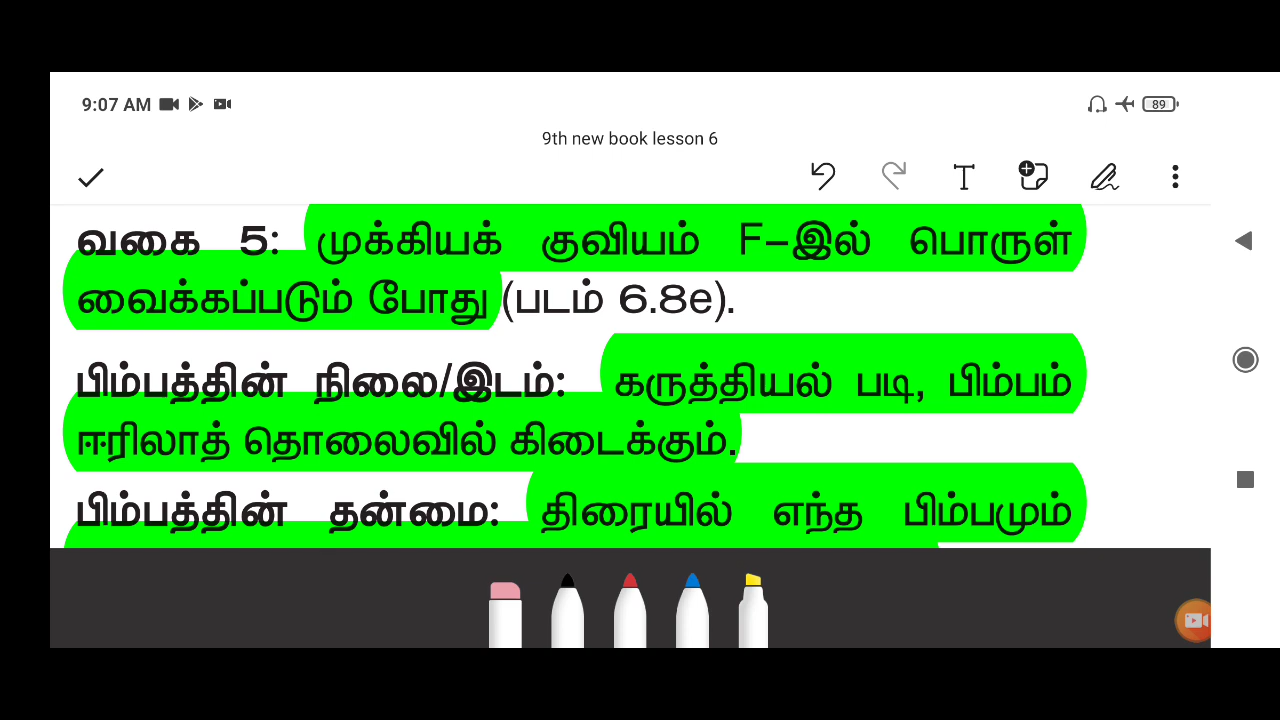 9:07 AM
89
9th new book lesson 6
T
வகை 5: முக்கியக் குவியம் F–இல் பொருள்
வைக்கப்படும் போது (படம் 6.8e).
பிம்பத்தின் நிலை/இடம்: கருத்தியல் படி, பிம்பம்
ஈரிலாத் தொலைவில் கிடைக்கும்.
பிம்பத்தின் தன்மை: திரையில் எந்த பிம்பமும்